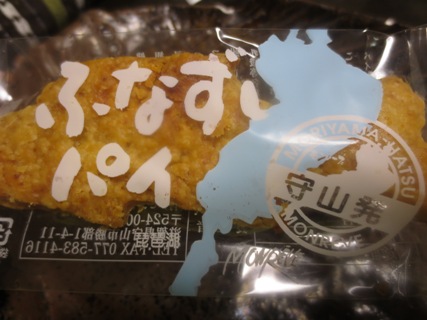 ふなずし
パイ
MORIYAMA-HATSU
守山発
〒524-00
滋賀県守山市勝部1-4-11
TEL・FAX 077-583-4116